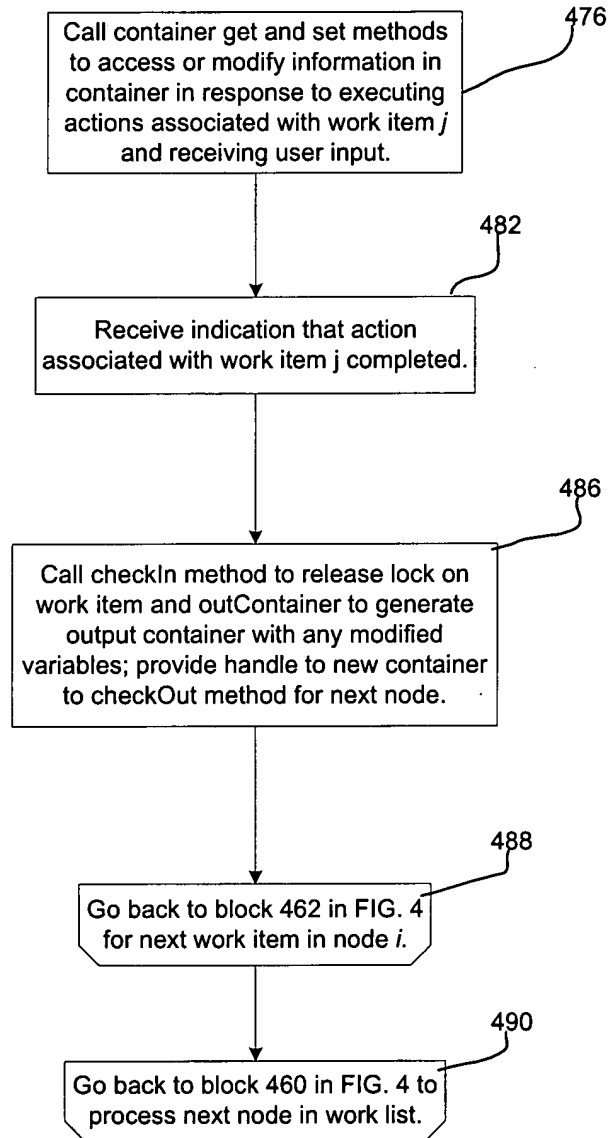 Call container get and set methods
to access or modify information in
container in response to executing
actions associated with work item j
and receiving user input.
476
482
Receive indication that action
associated with work item j completed.
486
Call checkIn method to release lock on
work item and outContainer to generate
output container with any modified
variables; provide handle to new container
to checkOut method for next node.
488
Go back to block 462 in FIG. 4
for next work item in node i.
490
Go back to block 460 in FIG. 4 to
process next node in work list.